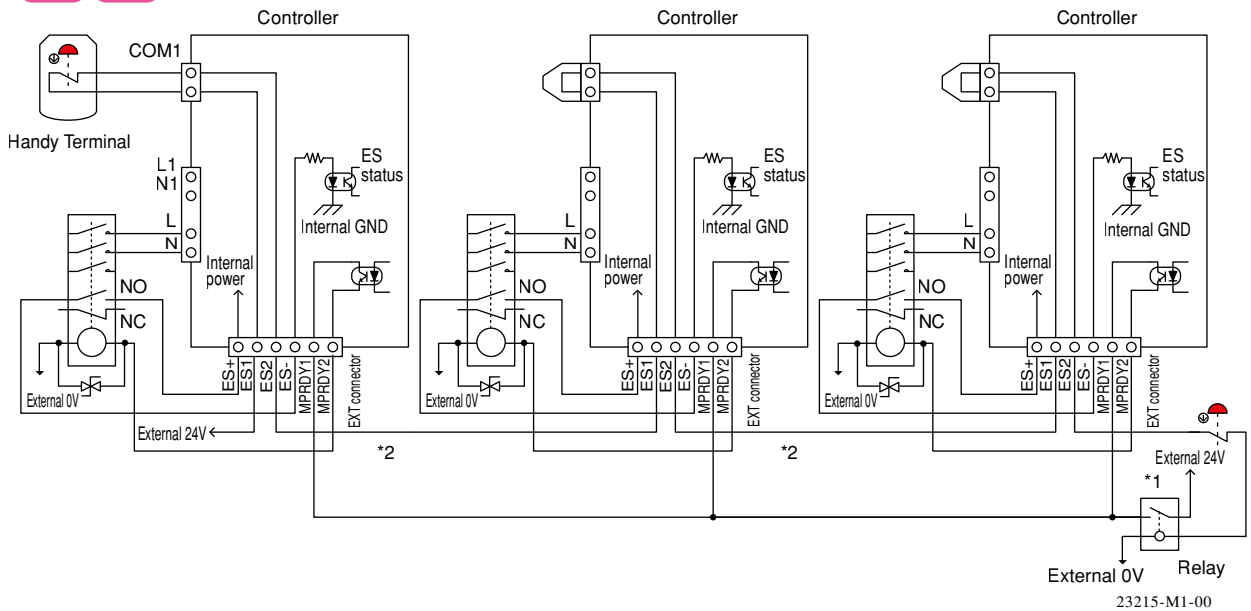 Controller
Controller
Controller
COM1
Handy Terminal
L1
N1
L
N
ES
status
Internal GND
Internal
power
NO
NC
External 0V
External 24V
ES+
ES1
ES2
ES-
MPRDY1
MPRDY2
EXT connector
*2
L
N
ES
status
Internal GND
Internal
power
NO
NC
External 0V
ES+
ES1
ES2
ES-
MPRDY1
MPRDY2
EXT connector
*2
L
N
ES
status
Internal GND
Internal
power
NO
NC
External 0V
ES+
ES1
ES2
ES-
MPRDY1
MPRDY2
EXT connector
External 24V
*1
External 0V
Relay
23215-M1-00